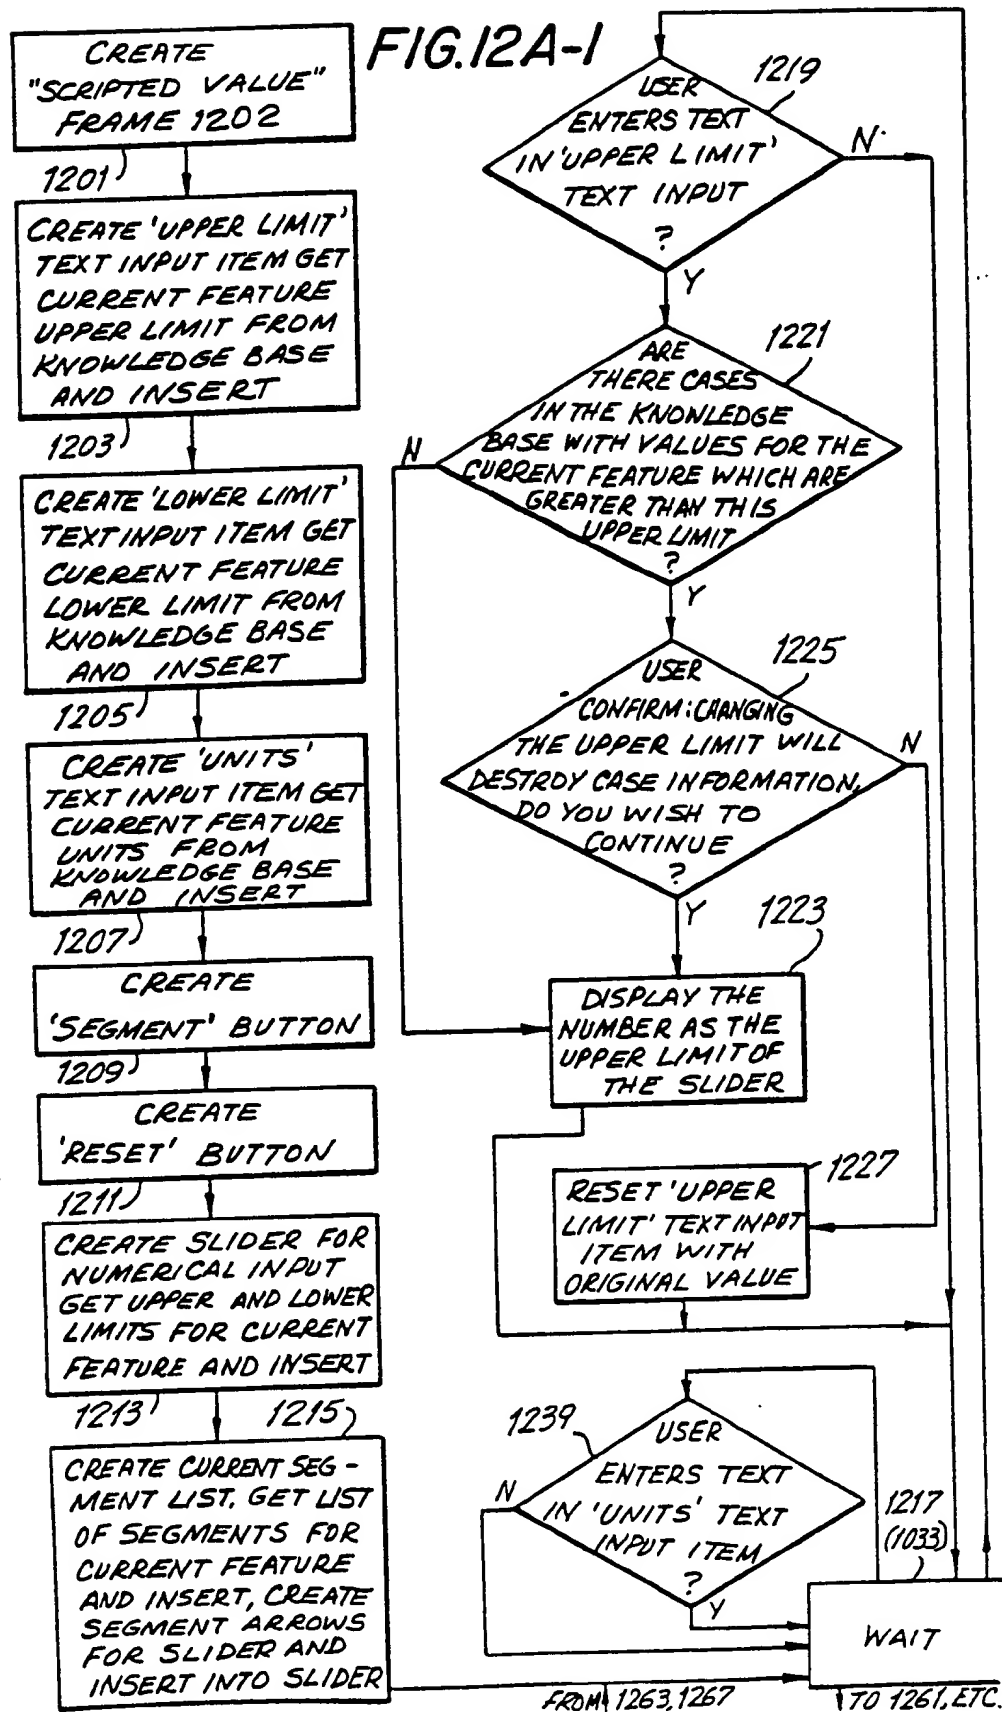 FIG.12A-1
CREATE
"SCRIPTED VALUE"
FRAME 1202
1201
CREATE 'UPPER LIMIT'
TEXT INPUT ITEM GET
CURRENT FEATURE
UPPER LIMIT FROM
KNOWLEDGE BASE
AND INSERT
1203
CREATE 'LOWER LIMIT'
TEXT INPUT ITEM GET
CURRENT FEATURE
LOWER LIMIT FROM
KNOWLEDGE BASE
AND INSERT
1205
CREATE 'UNITS'
TEXT INPUT ITEM GET
CURRENT FEATURE
UNITS FROM
KNOWLEDGE BASE
AND INSERT
1207
CREATE
'SEGMENT' BUTTON
1209
CREATE
'RESET' BUTTON
1211
CREATE SLIDER FOR
NUMERICAL INPUT
GET UPPER AND LOWER
LIMITS FOR CURRENT
FEATURE AND INSERT
1213
1215
CREATE CURRENT SEG-
MENT LIST. GET LIST
OF SEGMENTS FOR
CURRENT FEATURE
AND INSERT, CREATE
SEGMENT ARROWS
FOR SLIDER AND
INSERT INTO SLIDER
1219
USER
ENTERS TEXT
IN 'UPPER LIMIT'
TEXT INPUT
?
N
Y
1221
ARE
THERE CASES
IN THE KNOWLEDGE
BASE WITH VALUES FOR THE
CURRENT FEATURE WHICH ARE
GREATER THAN THIS
UPPER LIMIT
?
N
Y
1225
USER
CONFIRM: CHANGING
THE UPPER LIMIT WILL
DESTROY CASE INFORMATION,
DO YOU WISH TO
CONTINUE
?
N
Y
1223
DISPLAY THE
NUMBER AS THE
UPPER LIMIT OF
THE SLIDER
1227
RESET 'UPPER
LIMIT' TEXT INPUT
ITEM WITH
ORIGINAL VALUE
1239
USER
ENTERS TEXT
IN 'UNITS' TEXT
INPUT ITEM
?
N
Y
1217
(1033)
WAIT
FROM 1263, 1267
TO 1261, ETC.